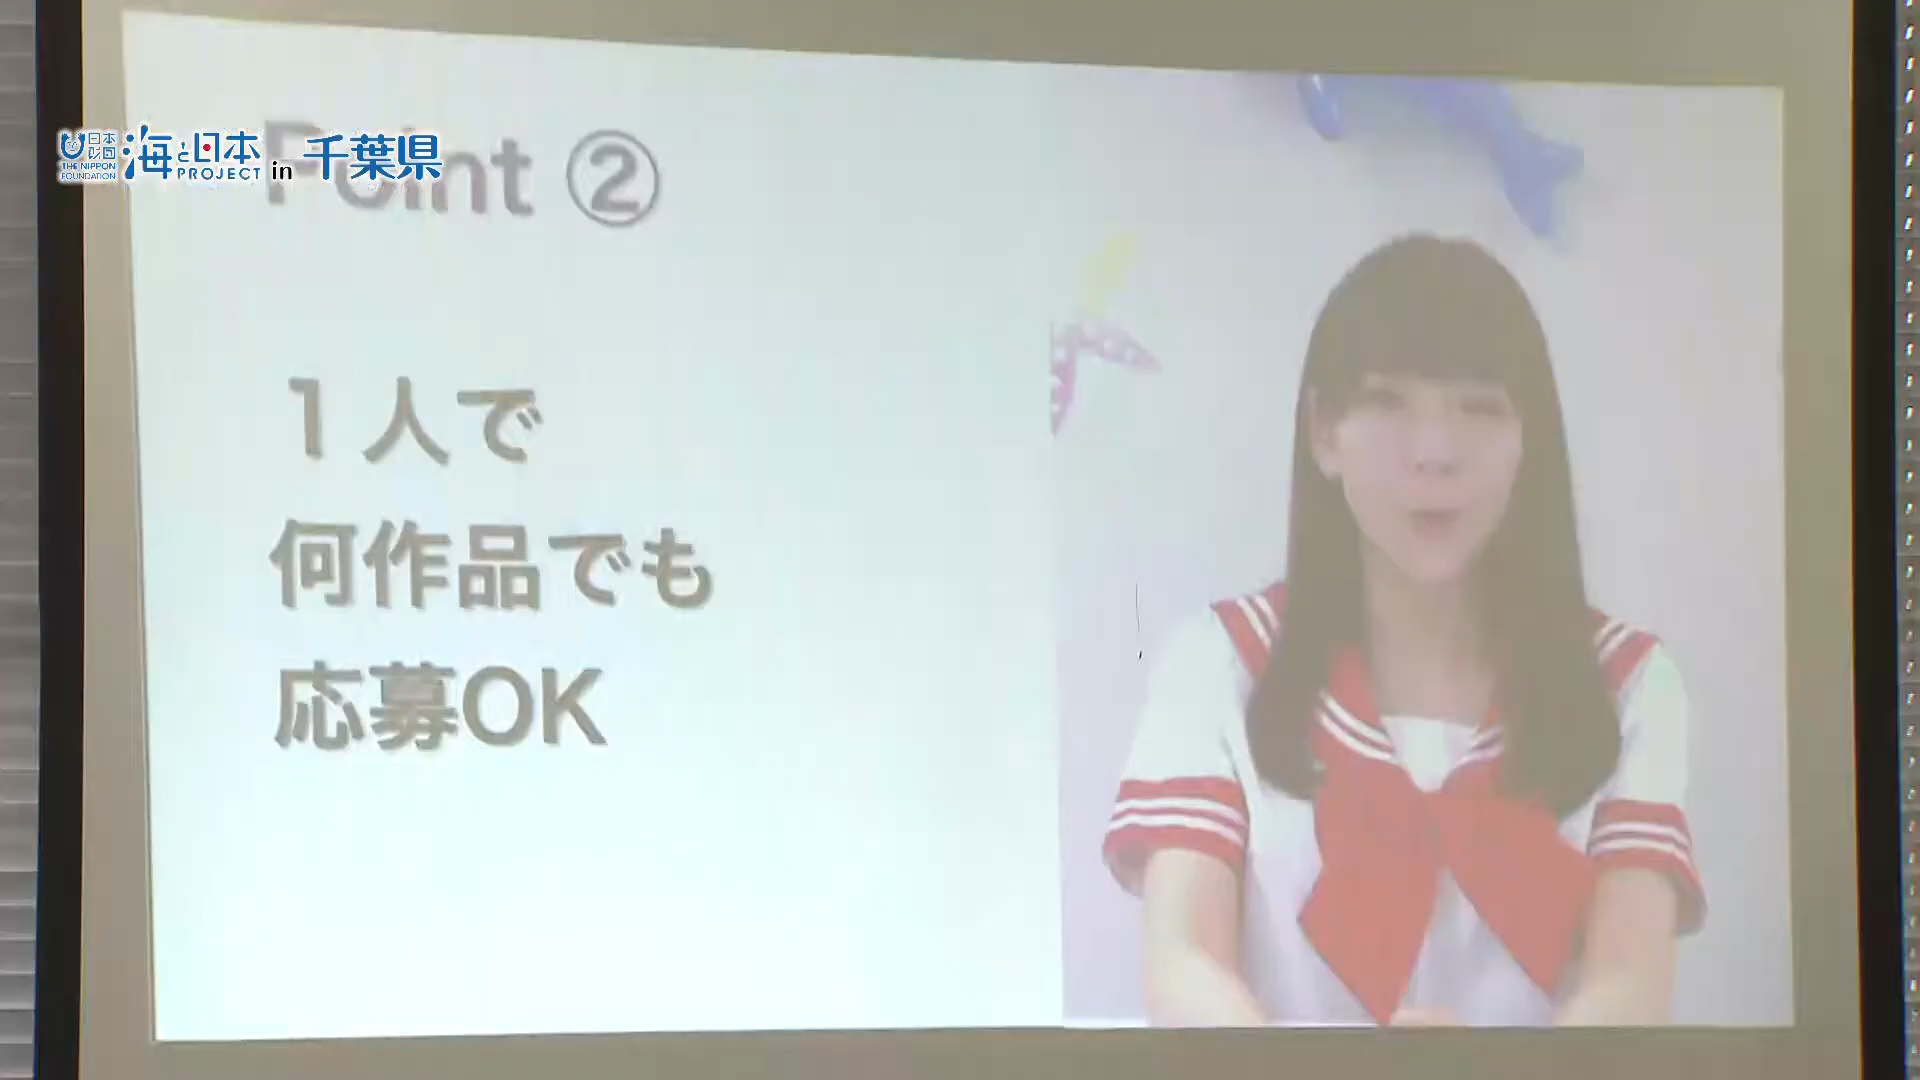 日本財団
THE NIPPON
FOUNDATION
海と日本
PROJECT in 千葉県
Point ②
1人で
何作品でも
応募OK